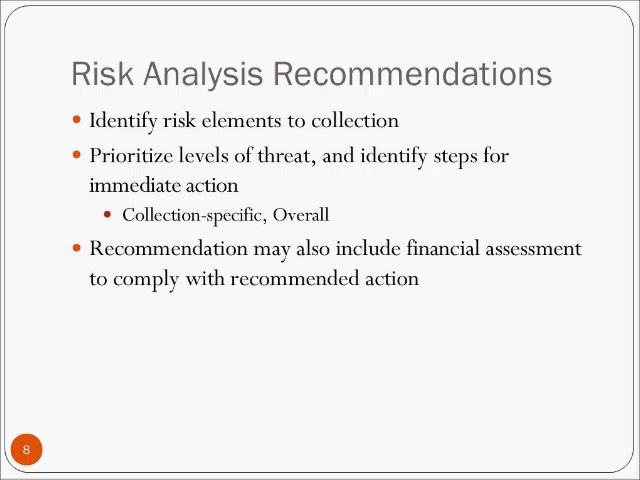 Risk Analysis Recommendations
• Identify risk elements to collection
• Prioritize levels of threat, and identify steps for
immediate action
• Collection-specific, Overall
• Recommendation may also include financial assessment
to comply with recommended action
8